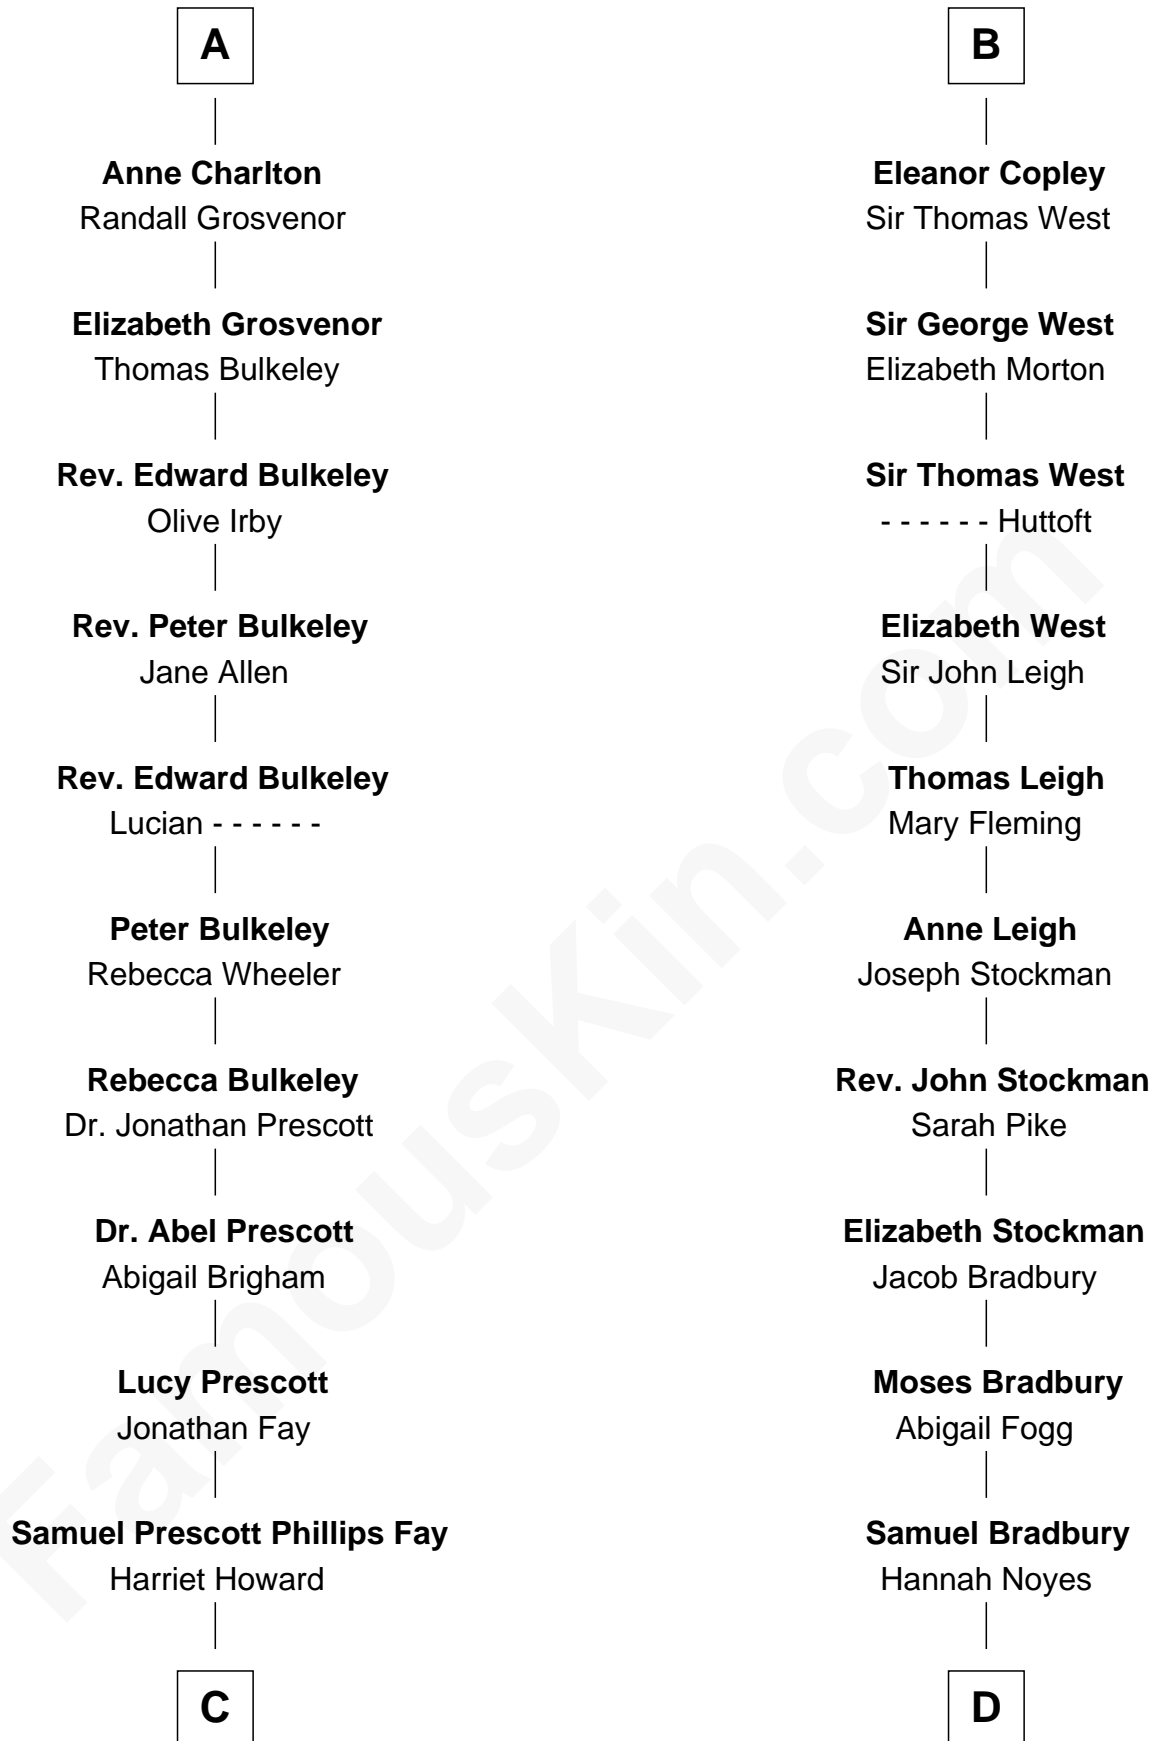 A
Anne Charlton
Randall Grosvenor
Elizabeth Grosvenor
Thomas Bulkeley
Rev. Edward Bulkeley
Olive Irby
Rev. Peter Bulkeley
Jane Allen
Rev. Edward Bulkeley
Lucian - - - - - -
Peter Bulkeley
Rebecca Wheeler
Rebecca Bulkeley
Dr. Jonathan Prescott
Dr. Abel Prescott
Abigail Brigham
Lucy Prescott
Jonathan Fay
Samuel Prescott Phillips Fay
Harriet Howard
C
B
Eleanor Copley
Sir Thomas West
Sir George West
Elizabeth Morton
Sir Thomas West
- - - - - - Huttoft
Elizabeth West
Sir John Leigh
Thomas Leigh
Mary Fleming
Anne Leigh
Joseph Stockman
Rev. John Stockman
Sarah Pike
Elizabeth Stockman
Jacob Bradbury
Moses Bradbury
Abigail Fogg
Samuel Bradbury
Hannah Noyes
D
FamousKin.com